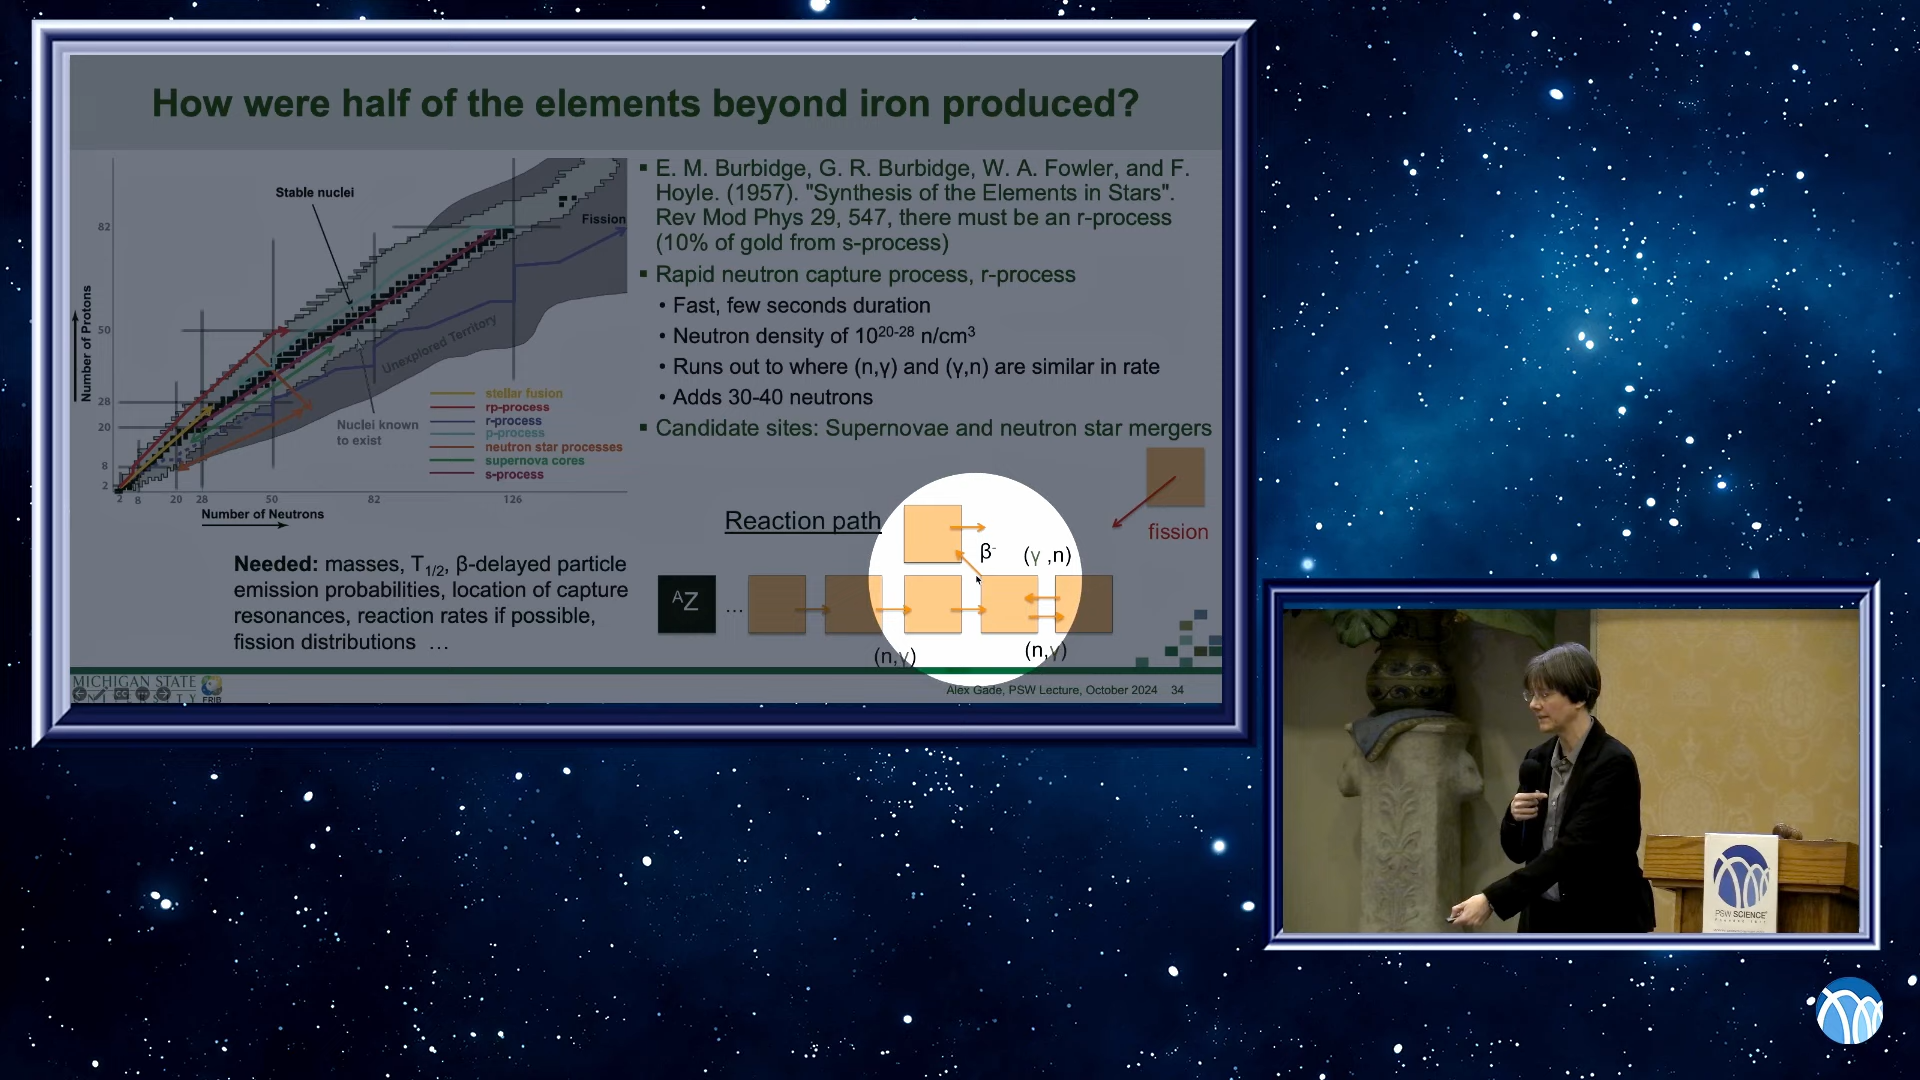 How were half of the elements beyond iron produced?
Stable nuclei
Fission
82
50
28
20
8
2
Number of Protons
Unexplored Territory
Nuclei known
to exist
stellar fusion
rp-process
r-process
p-process
neutron star processes
supernova cores
s-process
2 8 20 28 50 82 126
Number of Neutrons
Needed: masses, T1/2, β-delayed particle
emission probabilities, location of capture
resonances, reaction rates if possible,
fission distributions …
▪ E. M. Burbidge, G. R. Burbidge, W. A. Fowler, and F.
Hoyle. (1957). "Synthesis of the Elements in Stars".
Rev Mod Phys 29, 547, there must be an r-process
(10% of gold from s-process)
▪ Rapid neutron capture process, r-process
• Fast, few seconds duration
• Neutron density of 10²⁰⁻²⁸ n/cm³
• Runs out to where (n,γ) and (γ,n) are similar in rate
• Adds 30-40 neutrons
▪ Candidate sites: Supernovae and neutron star mergers
Reaction path
fission
β⁻
(γ ,n)
ᴬZ
…
(n,γ)
(n,γ)
MICHIGAN STATE
UNIVERSITY
FRIB
Alex Gade, PSW Lecture, October 2024 34
PSW SCIENCE